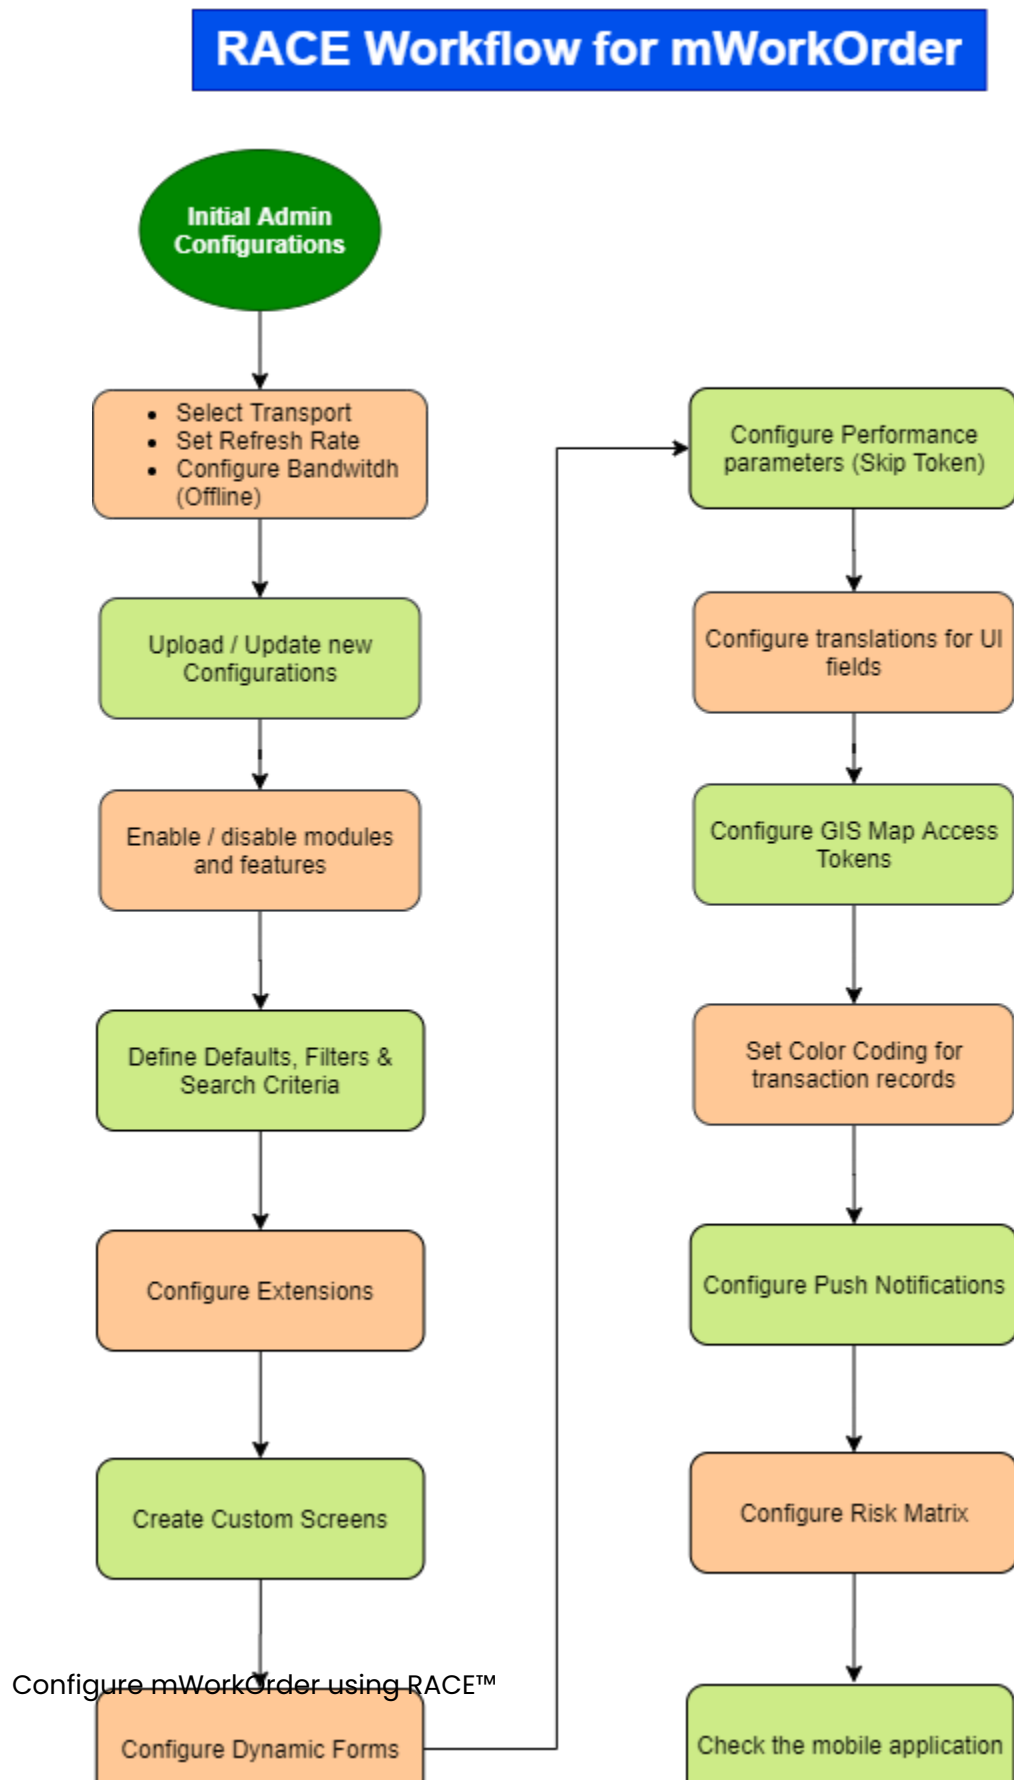 RACE Workflow for mWorkOrder
Initial Admin
Configurations
• Select Transport
• Set Refresh Rate
• Configure Bandwitdh
(Offline)
Upload / Update new
Configurations
Enable / disable modules
and features
Define Defaults, Filters &
Search Criteria
Configure Extensions
Create Custom Screens
Configure mWorkOrder using RACE™
Configure Dynamic Forms
Configure Performance
parameters (Skip Token)
Configure translations for UI
fields
Configure GIS Map Access
Tokens
Set Color Coding for
transaction records
Configure Push Notifications
Configure Risk Matrix
Check the mobile application